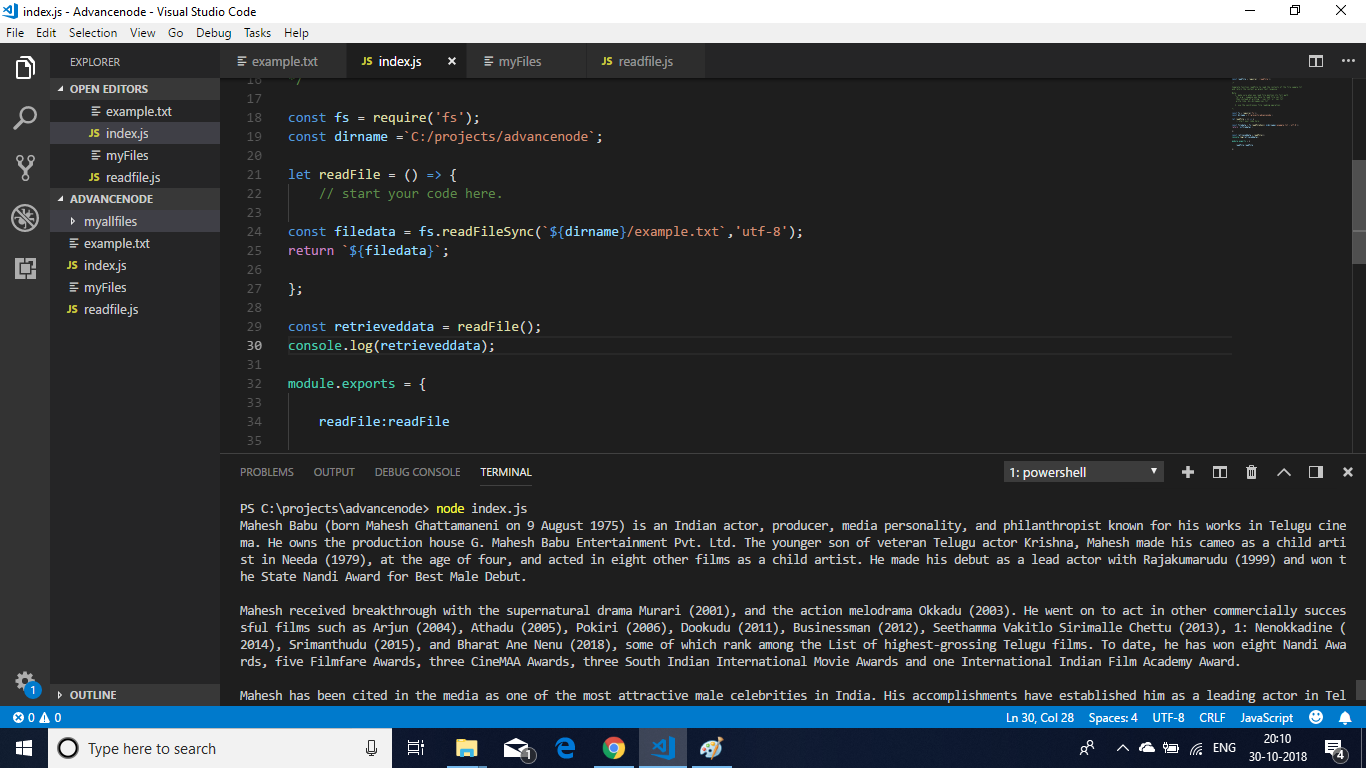 index.js - Advancenode - Visual Studio Code
File Edit Selection View Go Debug Tasks Help
EXPLORER
OPEN EDITORS
example.txt
JS index.js
myFiles
JS readfile.js
ADVANCENODE
myallfiles
example.txt
JS index.js
myFiles
JS readfile.js
OUTLINE
1
example.txt JS index.js × myFiles JS readfile.js
16 */
17
18 const fs = require('fs');
19 const dirname =`C:/projects/advancenode`;
20
21 let readFile = () => {
22 // start your code here.
23
24 const filedata = fs.readFileSync(`${dirname}/example.txt`,'utf-8');
25 return `${filedata}`;
26
27 };
28
29 const retrieveddata = readFile();
30 console.log(retrieveddata);
31
32 module.exports = {
33
34 readFile:readFile
35
PROBLEMS OUTPUT DEBUG CONSOLE TERMINAL 1: powershell
PS C:\projects\advancenode> node index.js
Mahesh Babu (born Mahesh Ghattamaneni on 9 August 1975) is an Indian actor, producer, media personality, and philanthropist known for his works in Telugu cine
ma. He owns the production house G. Mahesh Babu Entertainment Pvt. Ltd. The younger son of veteran Telugu actor Krishna, Mahesh made his cameo as a child arti
st in Needa (1979), at the age of four, and acted in eight other films as a child artist. He made his debut as a lead actor with Rajakumarudu (1999) and won t
he State Nandi Award for Best Male Debut.
Mahesh received breakthrough with the supernatural drama Murari (2001), and the action melodrama Okkadu (2003). He went on to act in other commercially succes
sful films such as Arjun (2004), Athadu (2005), Pokiri (2006), Dookudu (2011), Businessman (2012), Seethamma Vakitlo Sirimalle Chettu (2013), 1: Nenokkadine (
2014), Srimanthudu (2015), and Bharat Ane Nenu (2018), some of which rank among the List of highest-grossing Telugu films. To date, he has won eight Nandi Awa
rds, five Filmfare Awards, three CineMAA Awards, three South Indian International Movie Awards and one International Indian Film Academy Award.
Mahesh has been cited in the media as one of the most attractive male celebrities in India. His accomplishments have established him as a leading actor in Tel
0 0 Ln 30, Col 28 Spaces: 4 UTF-8 CRLF JavaScript
Type here to search 1 ENG 20:10
30-10-2018 4